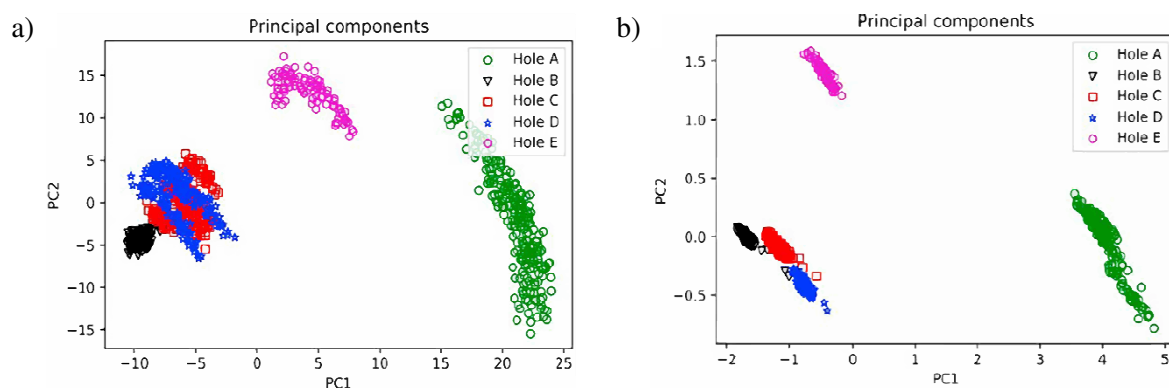 a)
Principal components
Hole A
Hole B
Hole C
Hole D
Hole E
PC2
15
10
5
0
−5
−10
−15
−10
−5
0
5
10
15
20
25
PC1
b)
Principal components
Hole A
Hole B
Hole C
Hole D
Hole E
PC2
1.5
1.0
0.5
0.0
−0.5
−2
−1
0
1
2
3
4
5
PC1